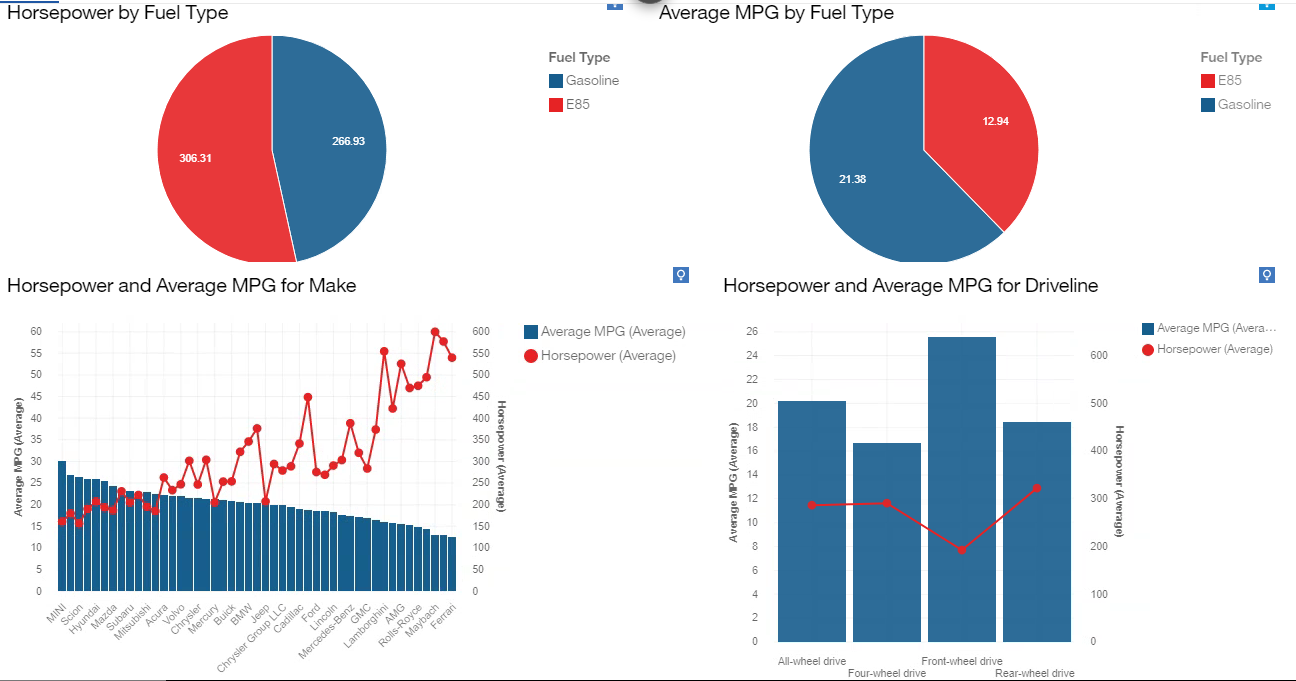 Horsepower by Fuel Type
Average MPG by Fuel Type
Fuel Type
Gasoline
E85
306.31
266.93
Fuel Type
E85
Gasoline
12.94
21.38
Horsepower and Average MPG for Make
Average MPG (Average)
60
55
50
45
40
35
30
25
20
15
10
5
0
600
550
500
450
400
350
300
250
200
150
100
50
0
Horsepower (Average)
MINI
Scion
Hyundai
Mazda
Subaru
Mitsubishi
Acura
Volvo
Chrysler
Mercury
Buick
BMW
Jeep
Chrysler Group LLC
Cadillac
Ford
Lincoln
Mercedes-Benz
GMC
Lamborghini
AMG
Rolls-Royce
Maybach
Ferrari
Average MPG (Average)
Horsepower (Average)
Horsepower and Average MPG for Driveline
Average MPG (Average)
26
24
22
20
18
16
14
12
10
8
6
4
2
0
600
500
400
300
200
100
0
Horsepower (Average)
All-wheel drive
Four-wheel drive
Front-wheel drive
Rear-wheel drive
Average MPG (Avera...
Horsepower (Average)